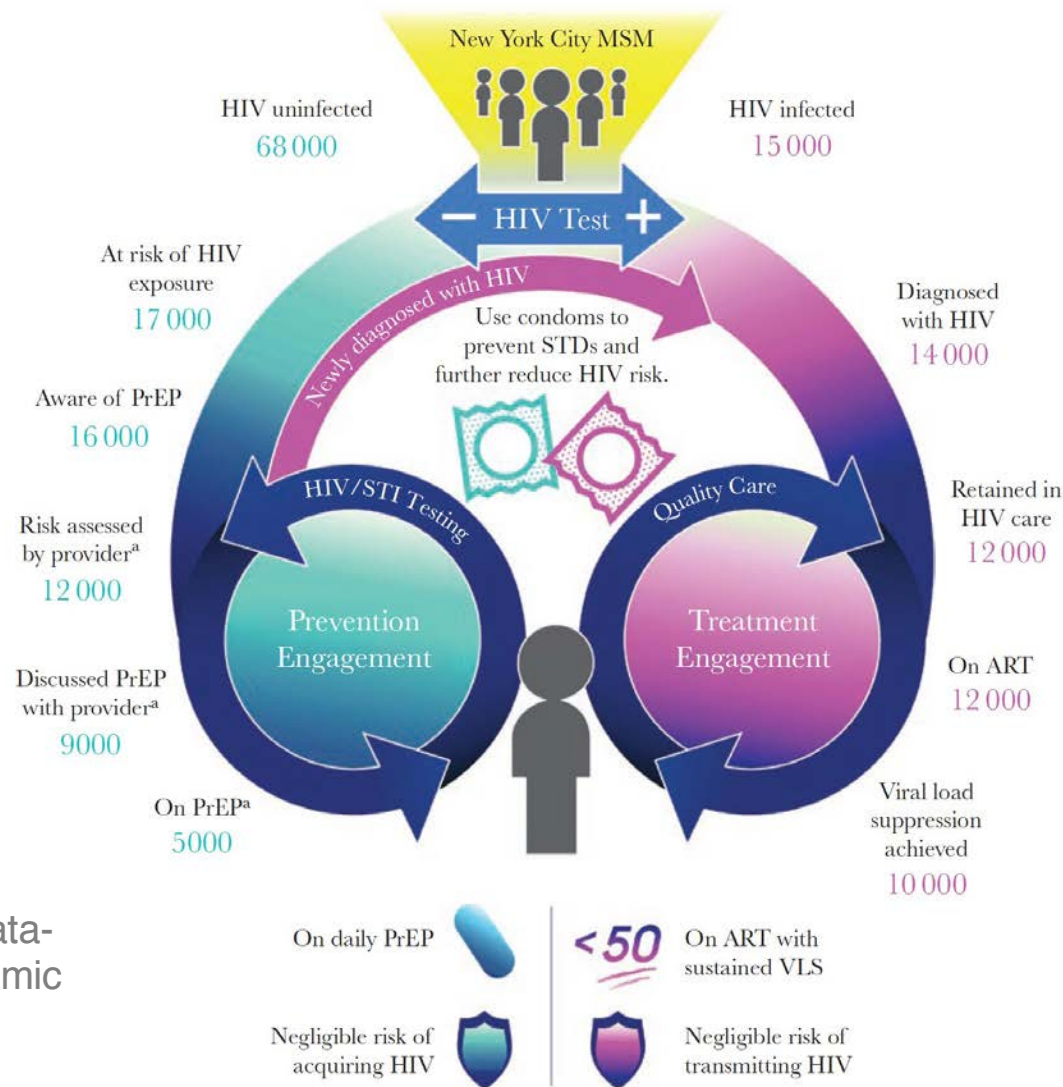 New York City MSM
HIV uninfected
68 000
HIV infected
15 000
− HIV Test +
At risk of HIV
exposure
17 000
Newly diagnosed with HIV
Use condoms to
prevent STDs and
further reduce HIV risk.
Diagnosed
with HIV
14 000
Aware of PrEP
16 000
HIV/STI Testing
Quality Care
Risk assessed
by providerᵃ
12 000
Retained in
HIV care
12 000
Prevention
Engagement
Treatment
Engagement
Discussed PrEP
with providerᵃ
9000
On ART
12 000
On PrEPᵃ
5000
Viral load
suppression
achieved
10 000
ata-
mic
On daily PrEP
<50
On ART with
sustained VLS
Negligible risk of
acquiring HIV
Negligible risk of
transmitting HIV